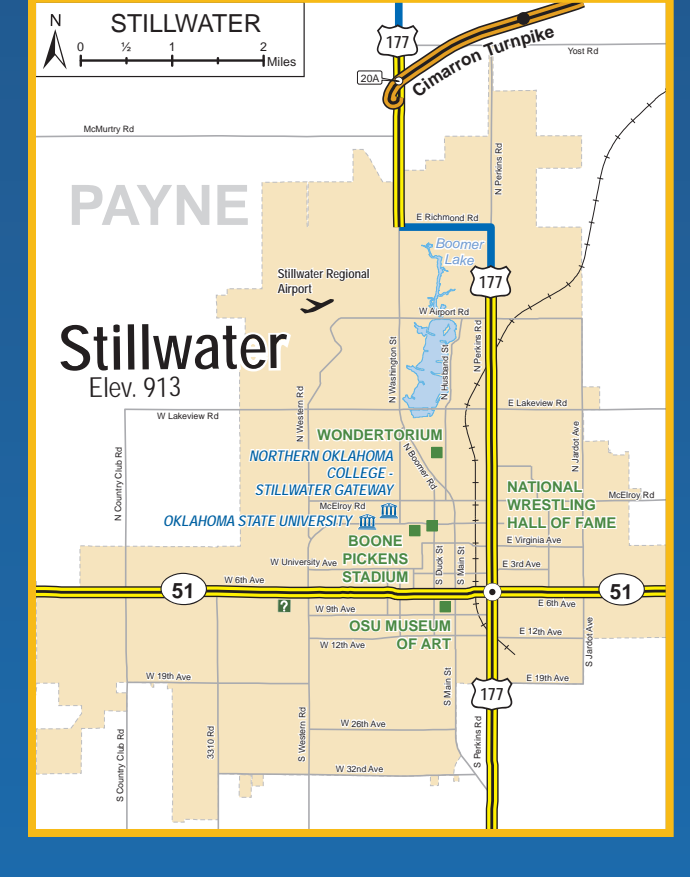 N
STILLWATER
0 ½ 1 2
Miles
177
Cimarron Turnpike
Yost Rd
20A
McMurtry Rd
N Perkins Rd
PAYNE
E Richmond Rd
Boomer
Lake
Stillwater Regional
Airport
177
W Airport Rd
Stillwater
Elev. 913
N Washington St
N Husband St
N Perkins Rd
W Lakeview Rd
N Western Rd
E Lakeview Rd
N Country Club Rd
WONDERTORIUM
N Boomer Rd
N Jardot Ave
NORTHERN OKLAHOMA
COLLEGE -
STILLWATER GATEWAY
NATIONAL
WRESTLING
HALL OF FAME
McElroy Rd
McElroy Rd
OKLAHOMA STATE UNIVERSITY
BOONE
PICKENS
STADIUM
E Virginia Ave
S Duck St
S Main St
W University Ave
E 3rd Ave
W 6th Ave
51
51
E 6th Ave
?
W 9th Ave
OSU MUSEUM
OF ART
E 12th Ave
W 12th Ave
S Jardot Ave
W 19th Ave
S Main St
E 19th Ave
177
S Country Club Rd
3310 Rd
S Western Rd
W 26th Ave
S Perkins Rd
W 32nd Ave